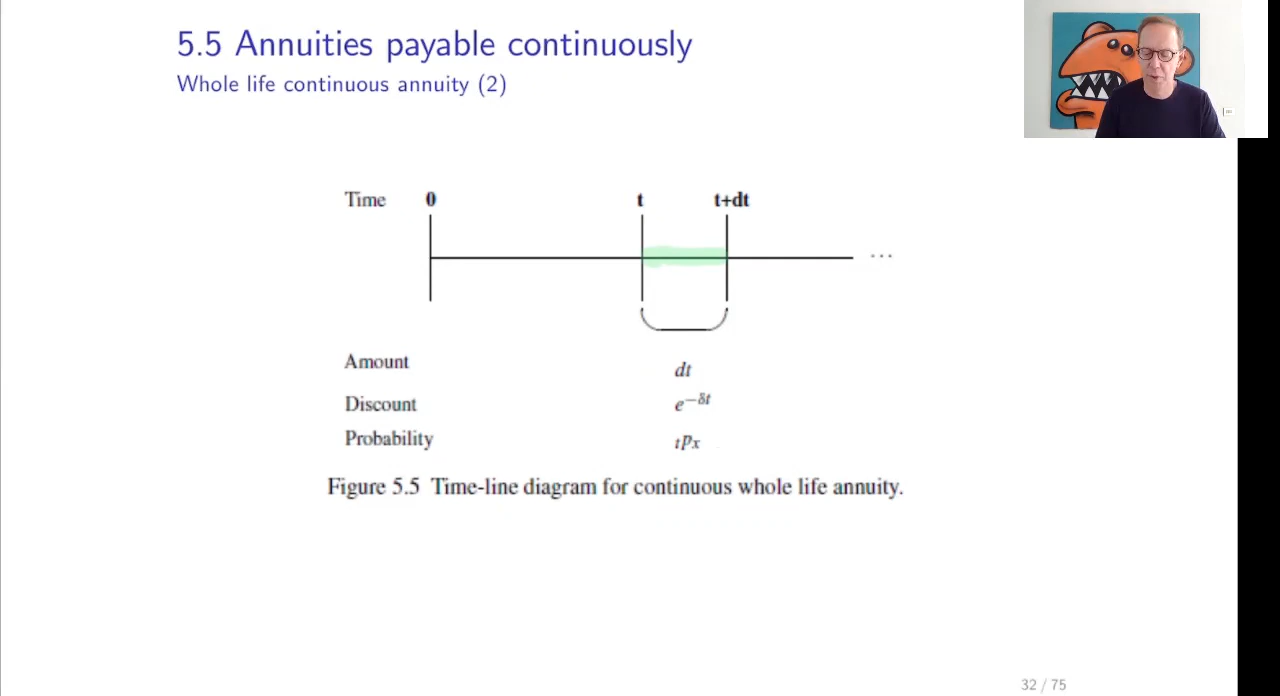 5.5 Annuities payable continuously
Whole life continuous annuity (2)
Time 0 t t+dt
...
Amount dt
Discount e^{−δt}
Probability ₜpₓ
Figure 5.5 Time-line diagram for continuous whole life annuity.
32 / 75